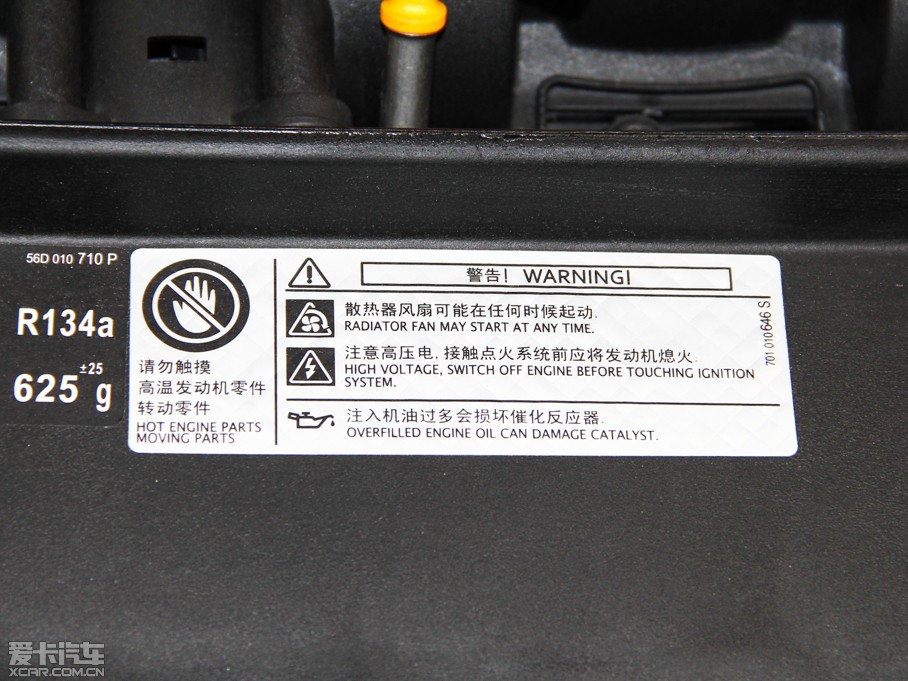 56D 010 710 P
R134a
625 ±25 g
请勿触摸
高温发动机零件
转动零件
HOT ENGINE PARTS
MOVING PARTS
警告! WARNING!
散热器风扇可能在任何时候起动.
RADIATOR FAN MAY START AT ANY TIME.
注意高压电, 接触点火系统前应将发动机熄火.
HIGH VOLTAGE, SWITCH OFF ENGINE BEFORE TOUCHING IGNITION
SYSTEM.
注入机油过多会损坏催化反应器.
OVERFILLED ENGINE OIL CAN DAMAGE CATALYST.
701 010 646 S
爱卡汽车
XCAR.COM.CN